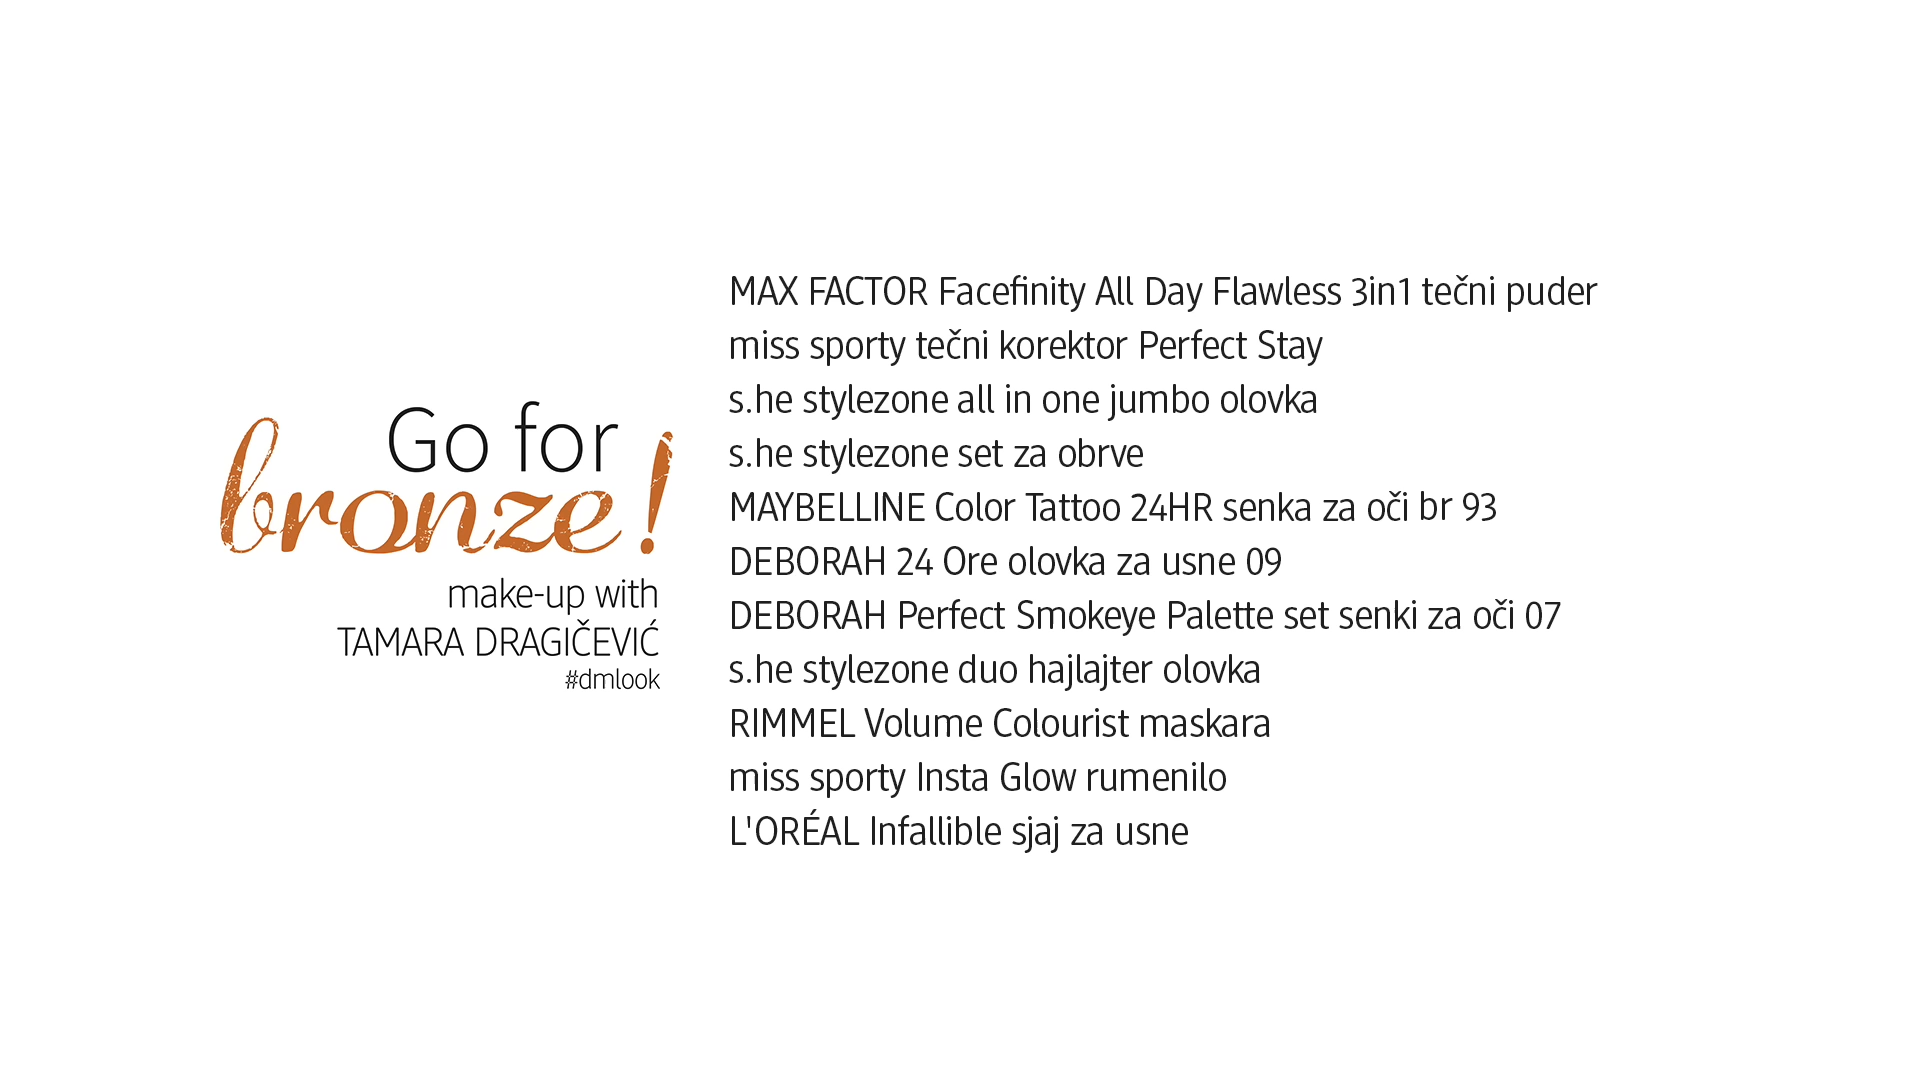 Go for
bronze!
make-up with
TAMARA DRAGIČEVIĆ
#dmlook
MAX FACTOR Facefinity All Day Flawless 3in1 tečni puder
miss sporty tečni korektor Perfect Stay
s.he stylezone all in one jumbo olovka
s.he stylezone set za obrve
MAYBELLINE Color Tattoo 24HR senka za oči br 93
DEBORAH 24 Ore olovka za usne 09
DEBORAH Perfect Smokeye Palette set senki za oči 07
s.he stylezone duo hajlajter olovka
RIMMEL Volume Colourist maskara
miss sporty Insta Glow rumenilo
L'ORÉAL Infallible sjaj za usne